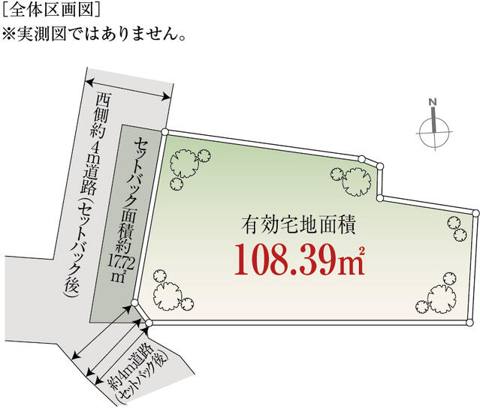 ［全体区画図］
※実測図ではありません。
N
西側約4m道路（セットバック後）
セットバック面積約
17.72
㎡
有効宅地面積
108.39㎡
約4m道路
（セットバック後）